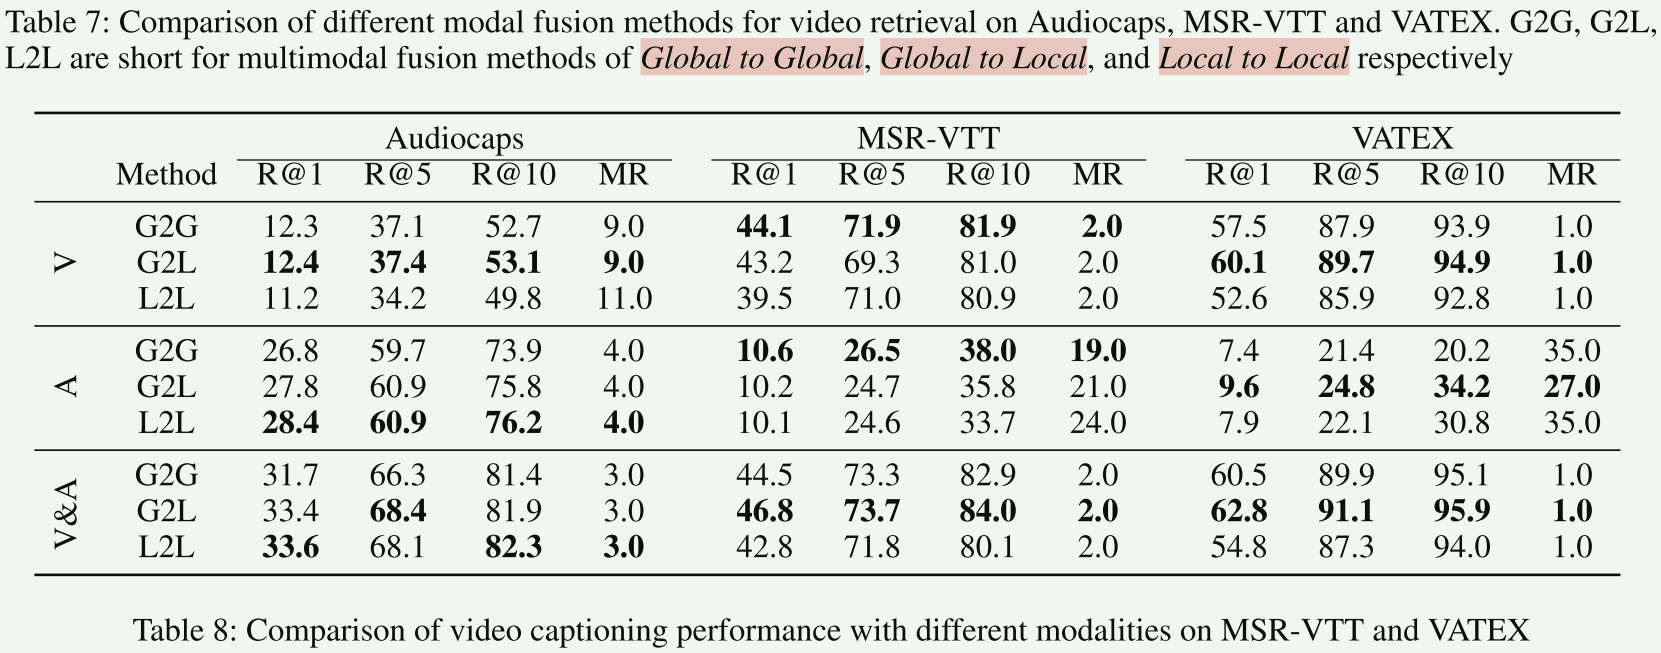 Table 7: Comparison of different modal fusion methods for video retrieval on Audiocaps, MSR-VTT and VATEX. G2G, G2L,
L2L are short for multimodal fusion methods of Global to Global, Global to Local, and Local to Local respectively
Audiocaps MSR-VTT VATEX
Method R@1 R@5 R@10 MR R@1 R@5 R@10 MR R@1 R@5 R@10 MR
V
G2G 12.3 37.1 52.7 9.0 44.1 71.9 81.9 2.0 57.5 87.9 93.9 1.0
G2L 12.4 37.4 53.1 9.0 43.2 69.3 81.0 2.0 60.1 89.7 94.9 1.0
L2L 11.2 34.2 49.8 11.0 39.5 71.0 80.9 2.0 52.6 85.9 92.8 1.0
A
G2G 26.8 59.7 73.9 4.0 10.6 26.5 38.0 19.0 7.4 21.4 20.2 35.0
G2L 27.8 60.9 75.8 4.0 10.2 24.7 35.8 21.0 9.6 24.8 34.2 27.0
L2L 28.4 60.9 76.2 4.0 10.1 24.6 33.7 24.0 7.9 22.1 30.8 35.0
V&A
G2G 31.7 66.3 81.4 3.0 44.5 73.3 82.9 2.0 60.5 89.9 95.1 1.0
G2L 33.4 68.4 81.9 3.0 46.8 73.7 84.0 2.0 62.8 91.1 95.9 1.0
L2L 33.6 68.1 82.3 3.0 42.8 71.8 80.1 2.0 54.8 87.3 94.0 1.0
Table 8: Comparison of video captioning performance with different modalities on MSR-VTT and VATEX